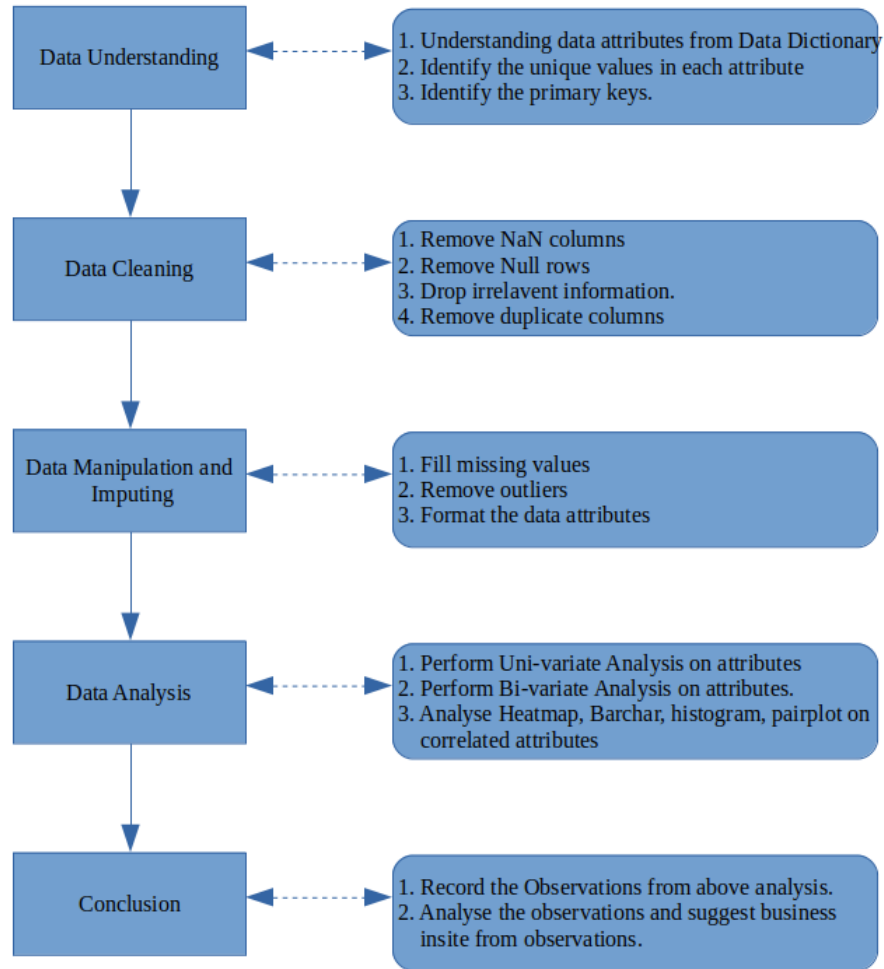 Data Understanding
1. Understanding data attributes from Data Dictionary
2. Identify the unique values in each attribute
3. Identify the primary keys.
Data Cleaning
1. Remove NaN columns
2. Remove Null rows
3. Drop irrelavent information.
4. Remove duplicate columns
Data Manipulation and
Imputing
1. Fill missing values
2. Remove outliers
3. Format the data attributes
Data Analysis
1. Perform Uni-variate Analysis on attributes
2. Perform Bi-variate Analysis on attributes.
3. Analyse Heatmap, Barchar, histogram, pairplot on
correlated attributes
Conclusion
1. Record the Observations from above analysis.
2. Analyse the observations and suggest business
insite from observations.